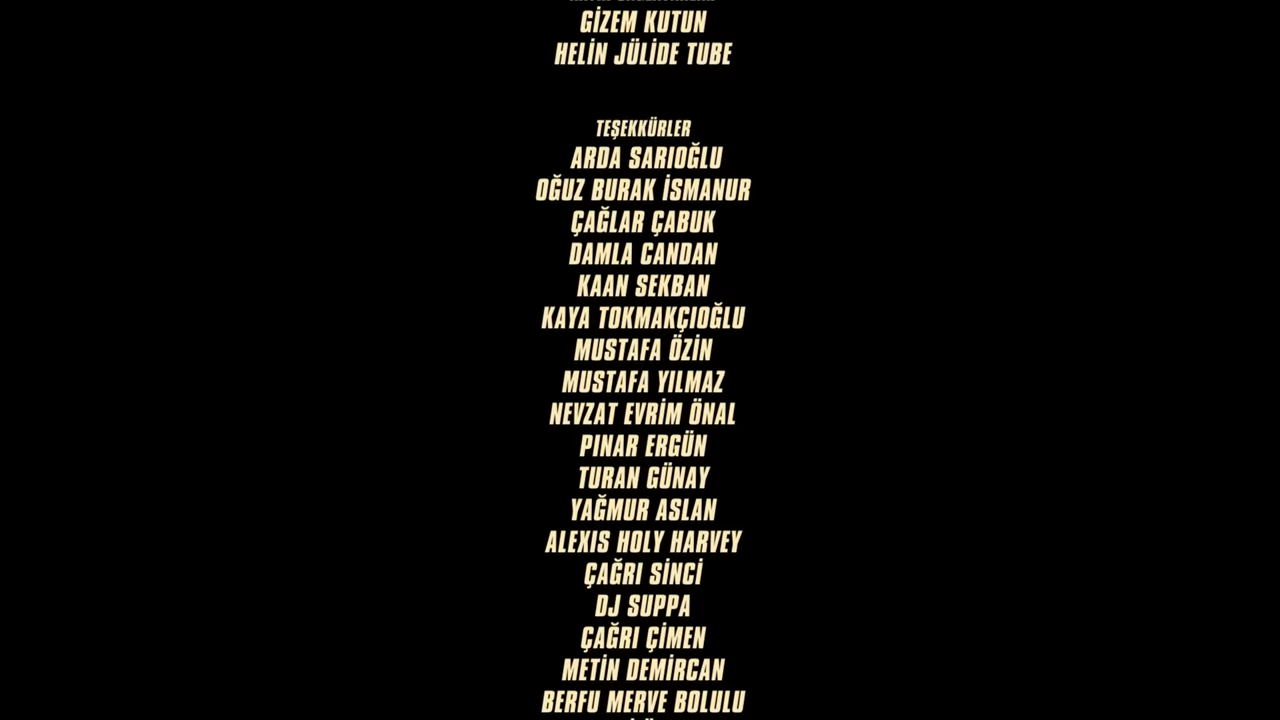 GİZEM KUTUN
HELİN JÜLİDE TUBE
TEŞEKKÜRLER
ARDA SARIOĞLU
OĞUZ BURAK İSMANUR
ÇAĞLAR ÇABUK
DAMLA CANDAN
KAAN SEKBAN
KAYA TOKMAKÇIOĞLU
MUSTAFA ÖZİN
MUSTAFA YILMAZ
NEVZAT EVRİM ÖNAL
PINAR ERGÜN
TURAN GÜNAY
YAĞMUR ASLAN
ALEXIS HOLY HARVEY
ÇAĞRI SİNCİ
DJ SUPPA
ÇAĞRI ÇİMEN
METİN DEMİRCAN
BERFU MERVE BOLULU